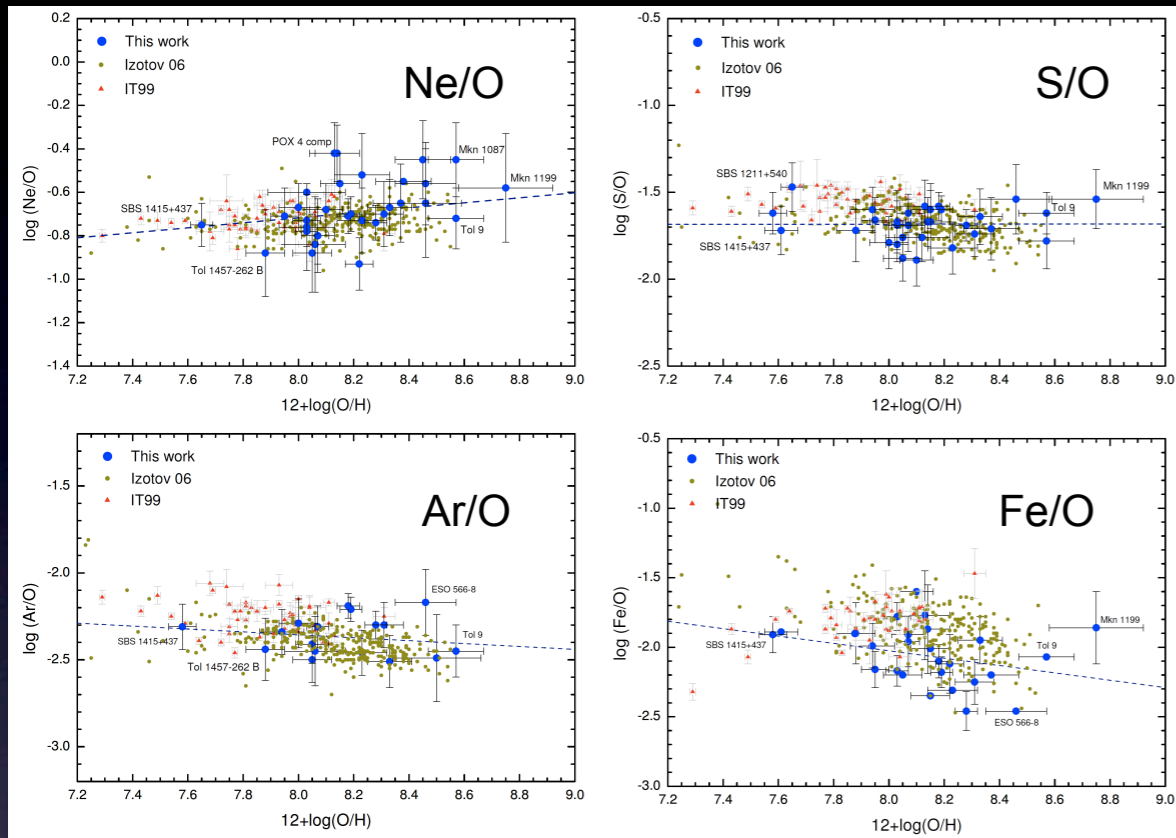 Ne/O
This work
Izotov 06
IT99
POX 4 comp
Mkn 1087
Mkn 1199
SBS 1415+437
Tol 9
Tol 1457-262 B
log (Ne/O)
0.2
0.0
-0.2
-0.4
-0.6
-0.8
-1.0
-1.2
-1.4
7.2 7.4 7.6 7.8 8.0 8.2 8.4 8.6 8.8 9.0
12+log(O/H)
S/O
This work
Izotov 06
IT99
SBS 1211+540
Mkn 1199
Tol 9
SBS 1415+437
log (S/O)
-0.5
-1.0
-1.5
-2.0
-2.5
7.2 7.4 7.6 7.8 8.0 8.2 8.4 8.6 8.8 9.0
12+log(O/H)
Ar/O
This work
Izotov 06
IT99
ESO 566-8
SBS 1415+437
Tol 9
Tol 1457-262 B
log (Ar/O)
-1.5
-2.0
-2.5
-3.0
7.2 7.4 7.6 7.8 8.0 8.2 8.4 8.6 8.8 9.0
12+log(O/H)
Fe/O
This work
Izotov 06
IT99
Mkn 1199
SBS 1415+437
Tol 9
ESO 566-8
log (Fe/O)
-0.5
-1.0
-1.5
-2.0
-2.5
-3.0
7.2 7.4 7.6 7.8 8.0 8.2 8.4 8.6 8.8 9.0
12+log(O/H)